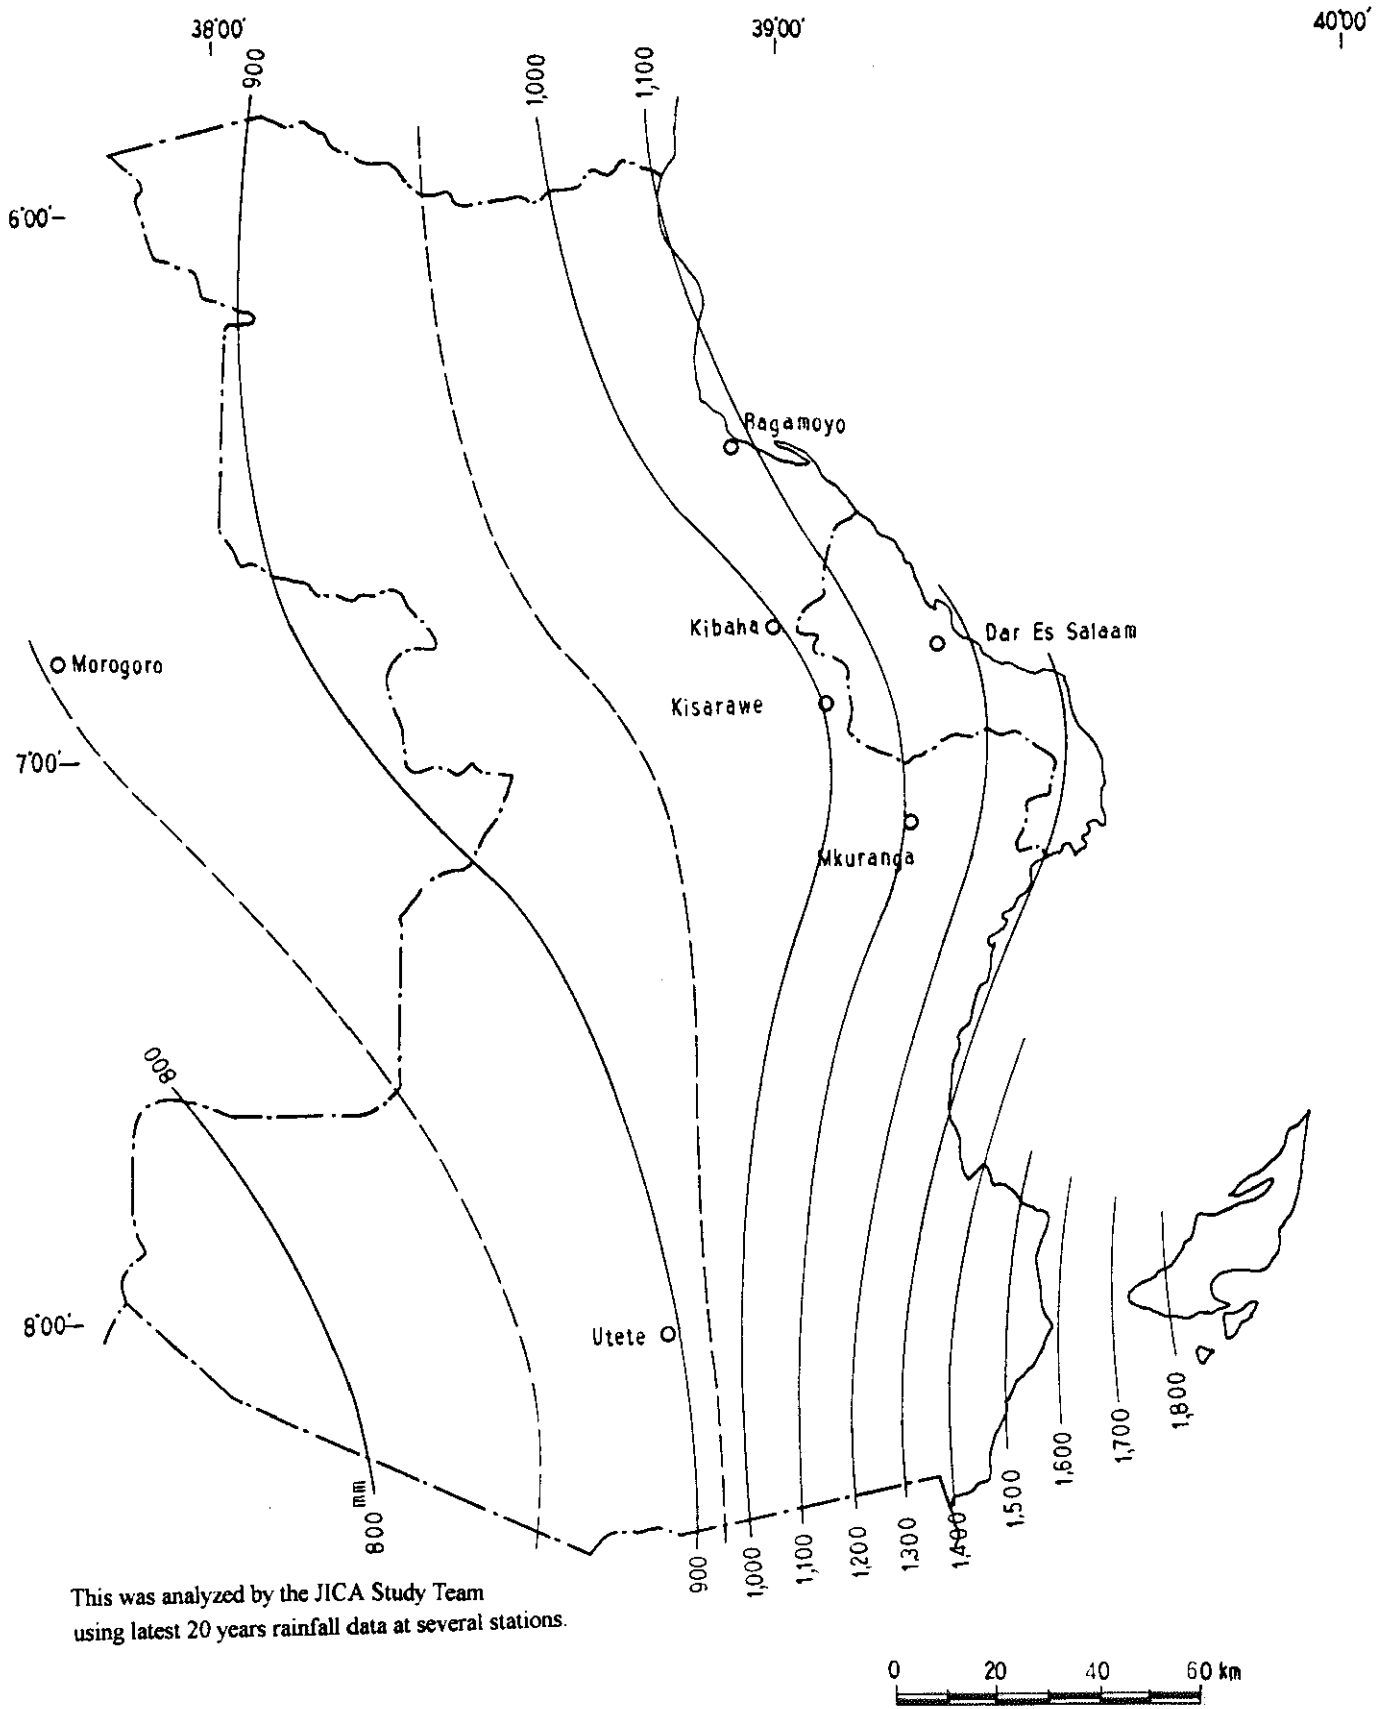 38°00'
39°00'
40°00'
900
1,000
1,100
6°00'
Bagamoyo
Kibaha
Dar Es Salaam
Morogoro
Kisarawe
7°00'
Mkuranga
800
8°00'
Utete
800 mm
900
1,000
1,100
1,200
1,300
1,400
1,500
1,600
1,700
1,800
This was analyzed by the JICA Study Team
using latest 20 years rainfall data at several stations.
0 20 40 60 km